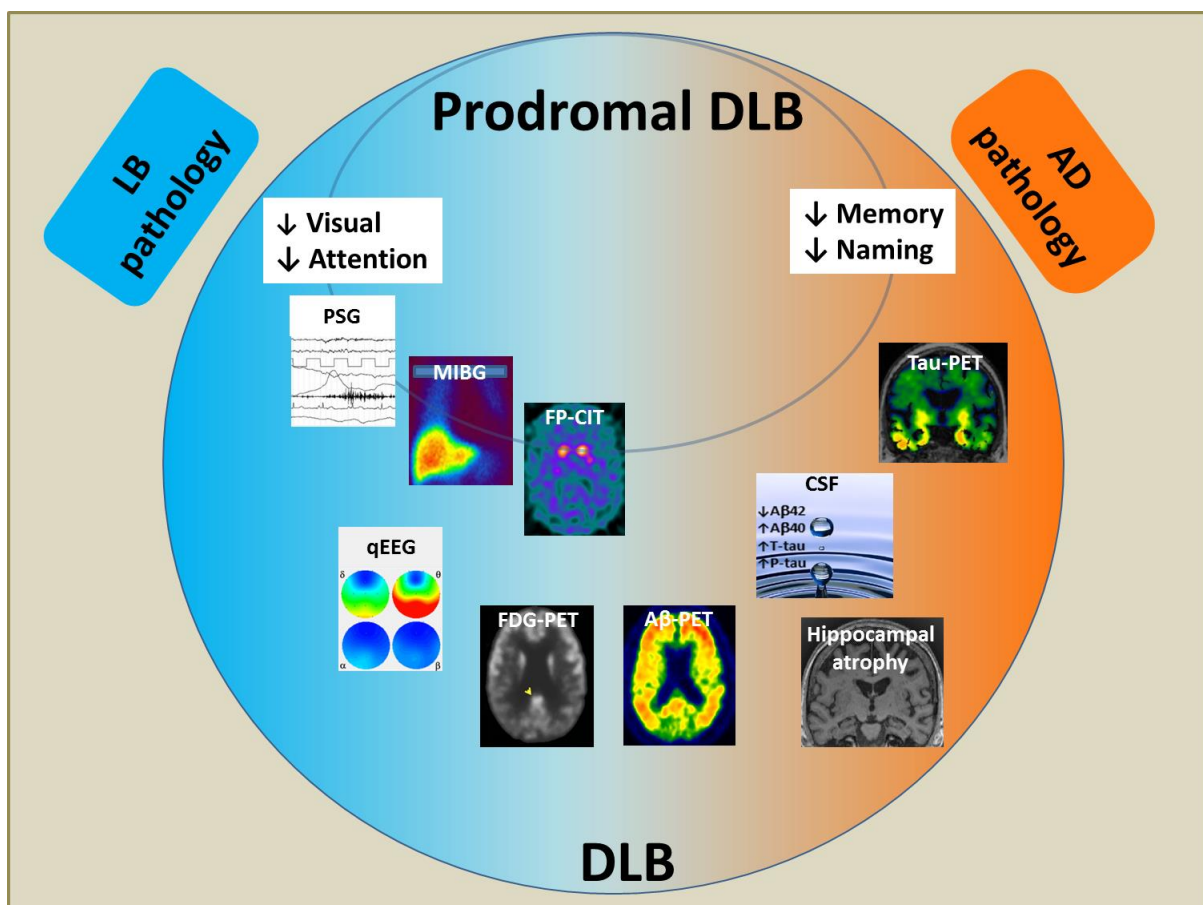 Prodromal DLB
LB
pathology
AD
pathology
↓ Visual
↓ Attention
↓ Memory
↓ Naming
PSG
MIBG
FP-CIT
Tau-PET
CSF
↓Aβ42
↑Aβ40
↑T-tau
↑P-tau
qEEG
δ θ
α β
FDG-PET
Aβ-PET
Hippocampal
atrophy
DLB